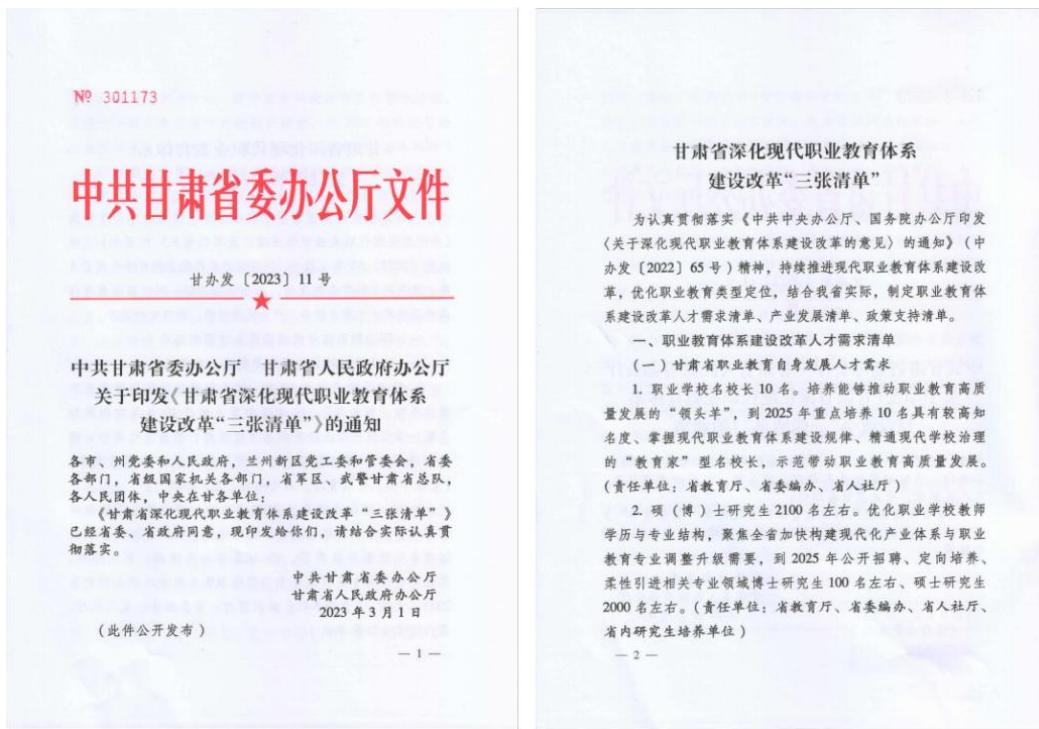 № 301173
中共甘肃省委办公厅文件
甘办发〔2023〕11号
中共甘肃省委办公厅 甘肃省人民政府办公厅
关于印发《甘肃省深化现代职业教育体系
建设改革“三张清单”》的通知
各市、州党委和人民政府，兰州新区党工委和管委会，省委
各部门，省级国家机关各部门，省军区、武警甘肃省总队，
各人民团体，中央在甘各单位：
《甘肃省深化现代职业教育体系建设改革“三张清单”》
已经省委、省政府同意，现印发给你们，请结合实际认真贯
彻落实。
中共甘肃省委办公厅
甘肃省人民政府办公厅
2023年3月1日
（此件公开发布）
— 1 —
甘肃省深化现代职业教育体系
建设改革“三张清单”
为认真贯彻落实《中共中央办公厅、国务院办公厅印发
〈关于深化现代职业教育体系建设改革的意见〉的通知》（中
办发〔2022〕65号）精神，持续推进现代职业教育体系建设改
革，优化职业教育类型定位，结合我省实际，制定职业教育体
系建设改革人才需求清单、产业发展清单、政策支持清单。
一、职业教育体系建设改革人才需求清单
（一）甘肃省职业教育自身发展人才需求
1. 职业学校名校长10名。培养能够推动职业教育高质
量发展的“领头羊”，到2025年重点培养10名具有较高知
名度、掌握现代职业教育体系建设规律、精通现代学校治理
的“教育家”型名校长，示范带动职业教育高质量发展。
（责任单位：省教育厅、省委编办、省人社厅）
2. 硕（博）士研究生2100名左右。优化职业学校教师
学历与专业结构，聚焦全省加快构建现代化产业体系与职业
教育专业调整升级需要，到2025年公开招聘、定向培养、
柔性引进相关专业领域博士研究生100名左右、硕士研究生
2000名左右。（责任单位：省教育厅、省委编办、省人社厅、
省内研究生培养单位）
— 2 —